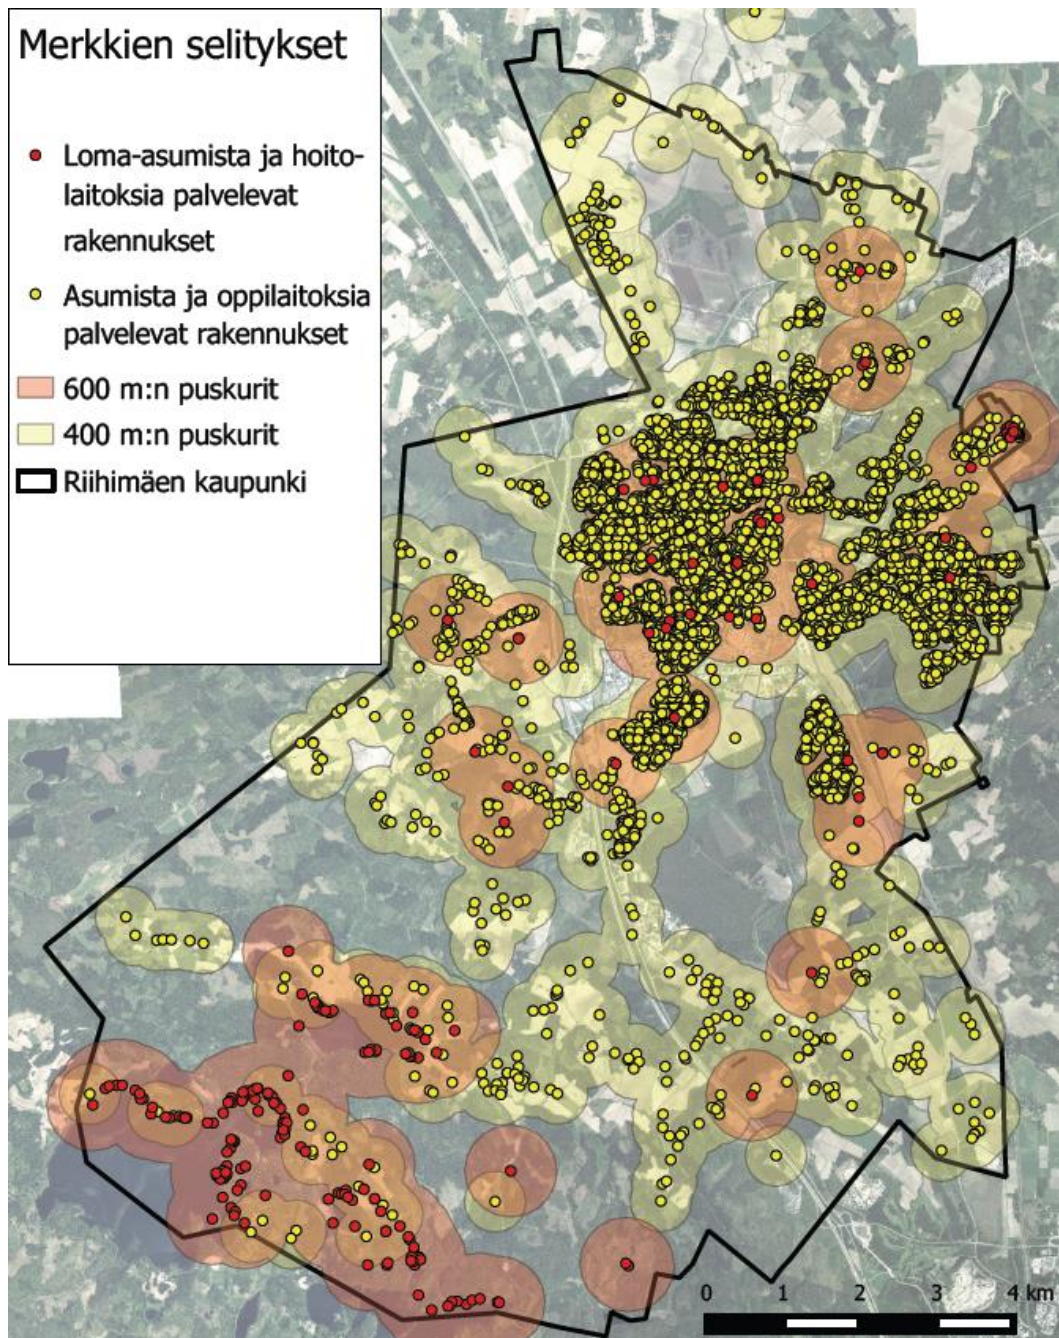 Merkkien selitykset
Loma-asumista ja hoito-
laitoksia palvelevat
rakennukset
Asumista ja oppilaitoksia
palvelevat rakennukset
600 m:n puskurit
400 m:n puskurit
Riihimäen kaupunki
0 1 2 3 4 km